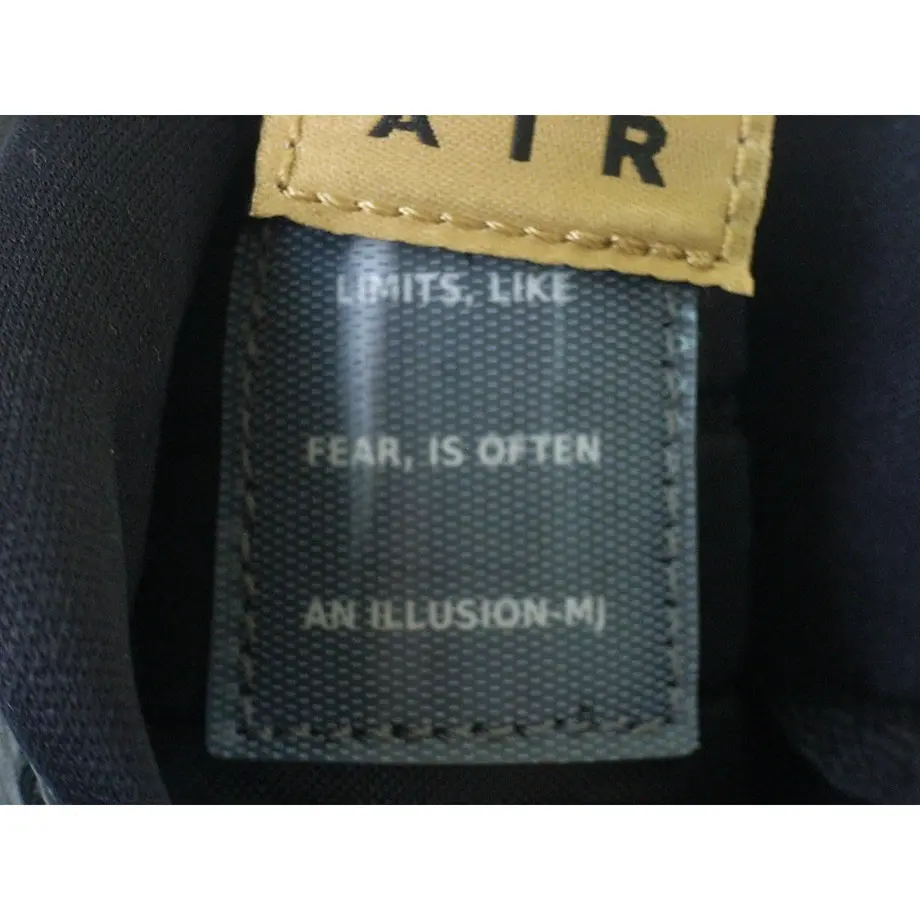 AIR
LIMITS, LIKE
FEAR, IS OFTEN
AN ILLUSION-MJ